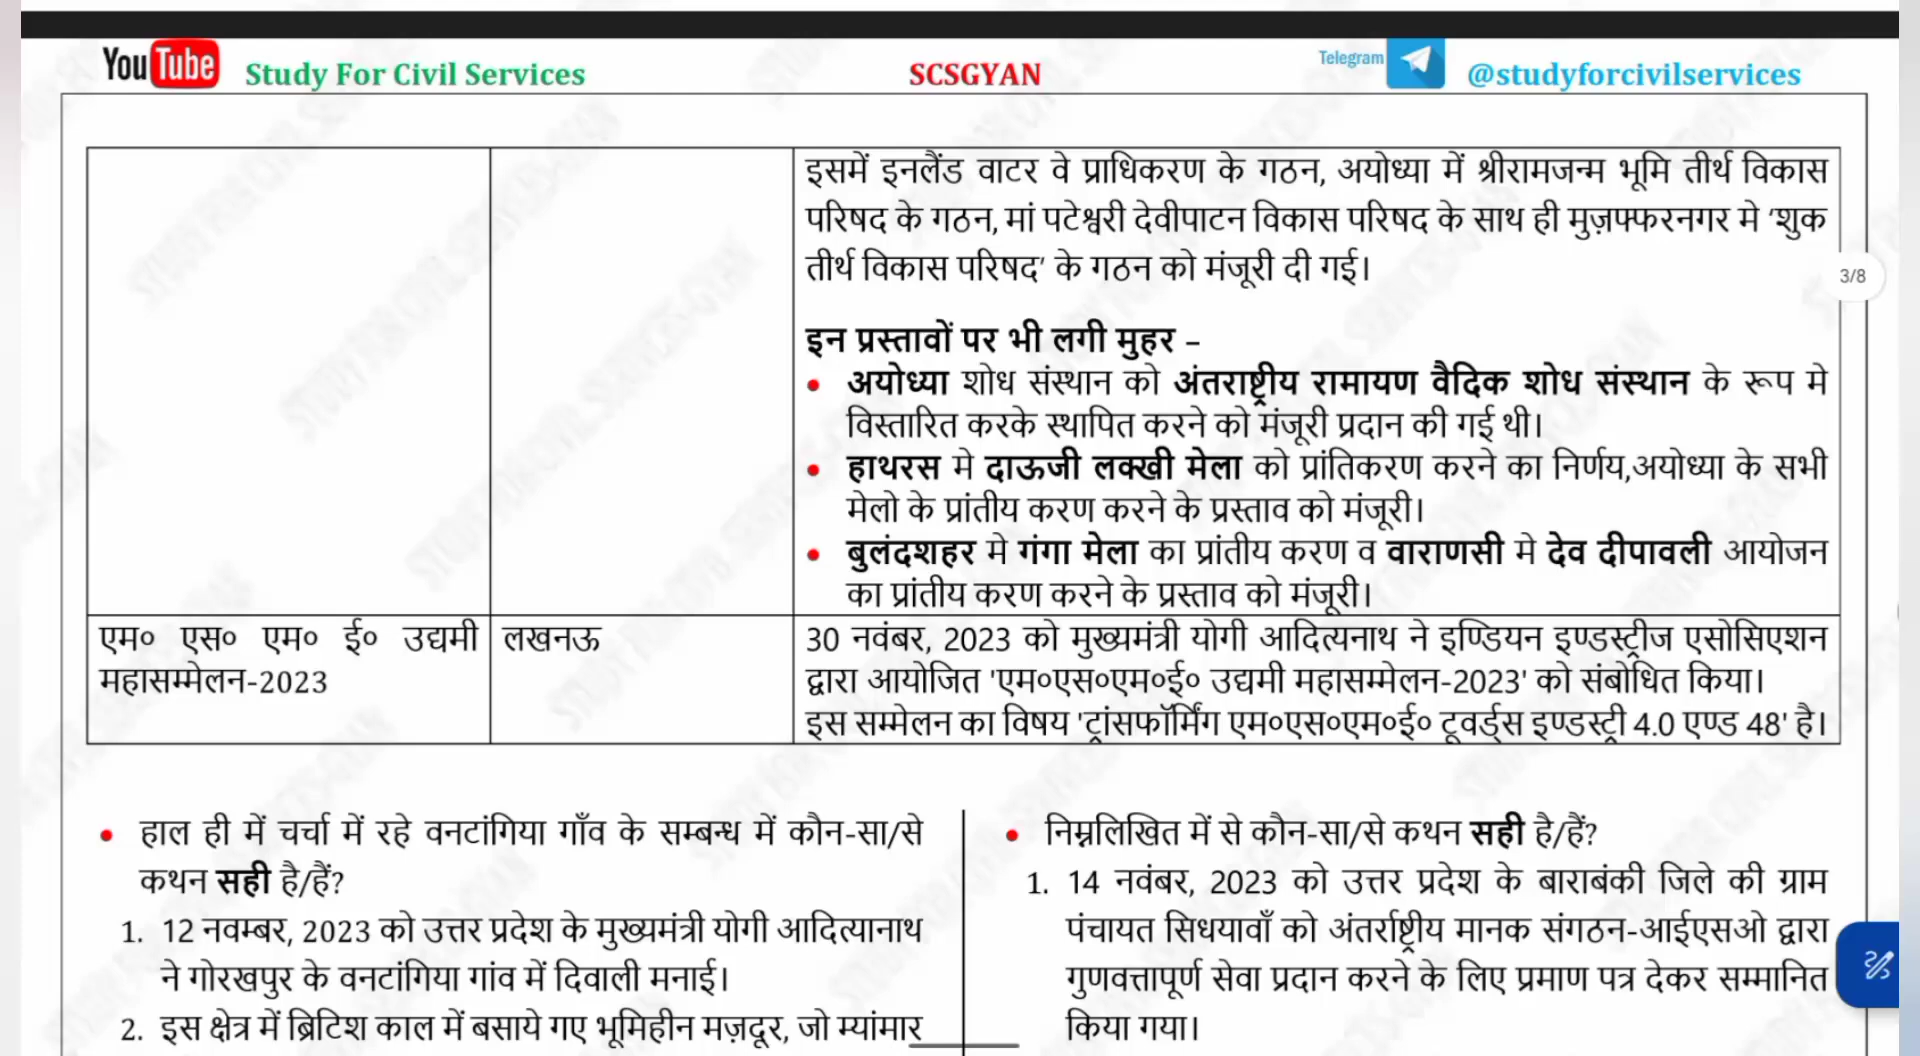 YouTube Study For Civil Services SCSGYAN Telegram @studyforcivilservices
इसमें इनलैंड वाटर वे प्राधिकरण के गठन, अयोध्या में श्रीरामजन्म भूमि तीर्थ विकास
परिषद के गठन, मां पटेश्वरी देवीपाटन विकास परिषद के साथ ही मुज़फ्फरनगर मे ‘शुक
तीर्थ विकास परिषद’ के गठन को मंजूरी दी गई।
3/8
इन प्रस्तावों पर भी लगी मुहर –
• अयोध्या शोध संस्थान को अंतराष्ट्रीय रामायण वैदिक शोध संस्थान के रूप मे
विस्तारित करके स्थापित करने को मंजूरी प्रदान की गई थी।
• हाथरस मे दाऊजी लक्खी मेला को प्रांतिकरण करने का निर्णय,अयोध्या के सभी
मेलो के प्रांतीय करण करने के प्रस्ताव को मंजूरी।
• बुलंदशहर मे गंगा मेला का प्रांतीय करण व वाराणसी मे देव दीपावली आयोजन
का प्रांतीय करण करने के प्रस्ताव को मंजूरी।
एम० एस० एम० ई० उद्यमी
महासम्मेलन-2023
लखनऊ
30 नवंबर, 2023 को मुख्यमंत्री योगी आदित्यनाथ ने इण्डियन इण्डस्ट्रीज एसोसिएशन
द्वारा आयोजित 'एम०एस०एम०ई० उद्यमी महासम्मेलन-2023' को संबोधित किया।
इस सम्मेलन का विषय 'ट्रांसफॉर्मिंग एम०एस०एम०ई० टूवर्ड्स इण्डस्ट्री 4.0 एण्ड 48' है।
• हाल ही में चर्चा में रहे वनटांगिया गाँव के सम्बन्ध में कौन-सा/से
कथन सही है/हैं?
1. 12 नवम्बर, 2023 को उत्तर प्रदेश के मुख्यमंत्री योगी आदित्यानाथ
ने गोरखपुर के वनटांगिया गांव में दिवाली मनाई।
2. इस क्षेत्र में ब्रिटिश काल में बसाये गए भूमिहीन मज़दूर, जो म्यांमार
• निम्नलिखित में से कौन-सा/से कथन सही है/हैं?
1. 14 नवंबर, 2023 को उत्तर प्रदेश के बाराबंकी जिले की ग्राम
पंचायत सिधयावाँ को अंतर्राष्ट्रीय मानक संगठन-आईएसओ द्वारा
गुणवत्तापूर्ण सेवा प्रदान करने के लिए प्रमाण पत्र देकर सम्मानित
किया गया।